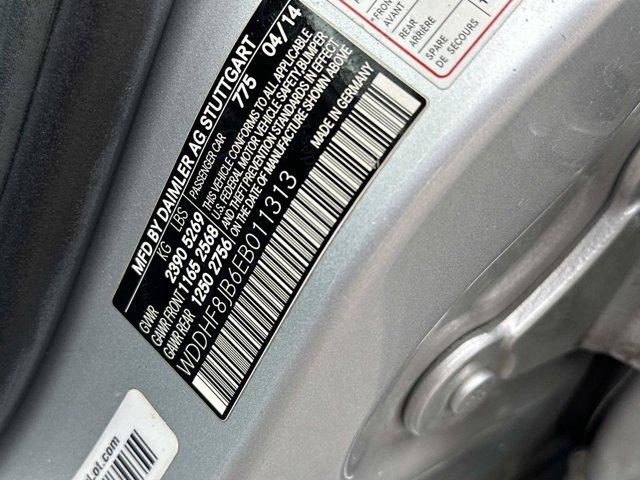 MFD BY DAIMLER AG STUTTGART
775 04/14
KG LBS PASSENGER CAR
GVWR 2390 5269
GAWR FRONT 1165 2568
GAWR REAR 1250 2756
THIS VEHICLE CONFORMS TO ALL APPLICABLE
U.S. FEDERAL MOTOR VEHICLE SAFETY, BUMPER
AND THEFT PREVENTION STANDARDS IN EFFECT
ON THE DATE OF MANUFACTURE SHOWN ABOVE
WDDHF8JB6EB011313
MADE IN GERMANY
AVANT
REAR
ARRIÈRE
SPARE
DE SECOURS
Lot.com